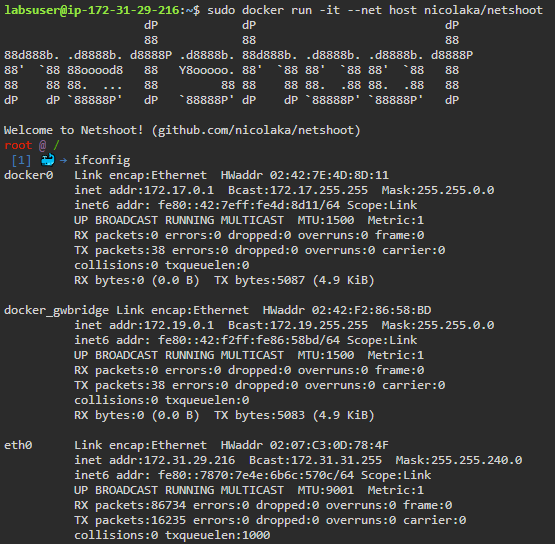 labsuser@ip-172-31-29-216:~$ sudo docker run -it --net host nicolaka/netshoot
                    dP                         dP                           dP
                    88                         88                           88
88d888b. .d8888b. d8888P .d8888b. 88d888b. .d8888b. .d8888b. d8888P
88'  `88 88ooood8   88   Y8ooooo. 88'  `88 88'  `88 88'  `88   88
88    88 88.  ...   88         88 88    88 88.  .88 88.  .88   88
dP    dP `88888P'   dP   `88888P' dP    dP `88888P' `88888P'   dP
Welcome to Netshoot! (github.com/nicolaka/netshoot)
root @ /
[1] 🐳 → ifconfig
docker0   Link encap:Ethernet  HWaddr 02:42:7E:4D:8D:11
          inet addr:172.17.0.1  Bcast:172.17.255.255  Mask:255.255.0.0
          inet6 addr: fe80::42:7eff:fe4d:8d11/64 Scope:Link
          UP BROADCAST RUNNING MULTICAST  MTU:1500  Metric:1
          RX packets:0 errors:0 dropped:0 overruns:0 frame:0
          TX packets:38 errors:0 dropped:0 overruns:0 carrier:0
          collisions:0 txqueuelen:0
          RX bytes:0 (0.0 B)  TX bytes:5087 (4.9 KiB)
docker_gwbridge Link encap:Ethernet  HWaddr 02:42:F2:86:58:BD
          inet addr:172.19.0.1  Bcast:172.19.255.255  Mask:255.255.0.0
          inet6 addr: fe80::42:f2ff:fe86:58bd/64 Scope:Link
          UP BROADCAST RUNNING MULTICAST  MTU:1500  Metric:1
          RX packets:0 errors:0 dropped:0 overruns:0 frame:0
          TX packets:38 errors:0 dropped:0 overruns:0 carrier:0
          collisions:0 txqueuelen:0
          RX bytes:0 (0.0 B)  TX bytes:5083 (4.9 KiB)
eth0      Link encap:Ethernet  HWaddr 02:07:C3:0D:78:4F
          inet addr:172.31.29.216  Bcast:172.31.31.255  Mask:255.255.240.0
          inet6 addr: fe80::7870:7e4e:6b6c:570c/64 Scope:Link
          UP BROADCAST RUNNING MULTICAST  MTU:9001  Metric:1
          RX packets:86734 errors:0 dropped:0 overruns:0 frame:0
          TX packets:16235 errors:0 dropped:0 overruns:0 carrier:0
          collisions:0 txqueuelen:1000